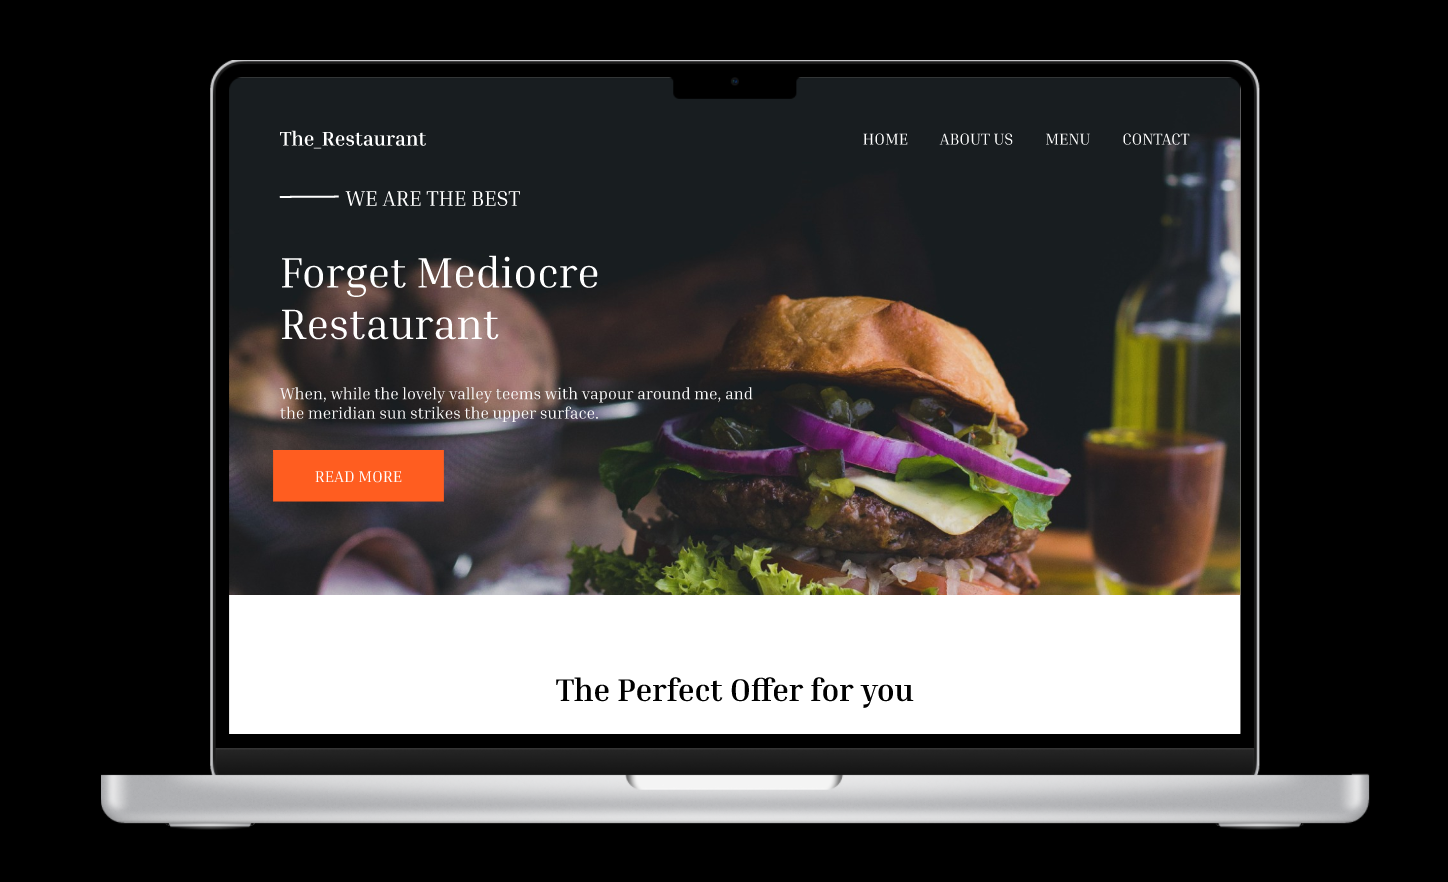 The_Restaurant
HOME ABOUT US MENU CONTACT
WE ARE THE BEST
Forget Mediocre
Restaurant
When, while the lovely valley teems with vapour around me, and
the meridian sun strikes the upper surface.
READ MORE
The Perfect Offer for you